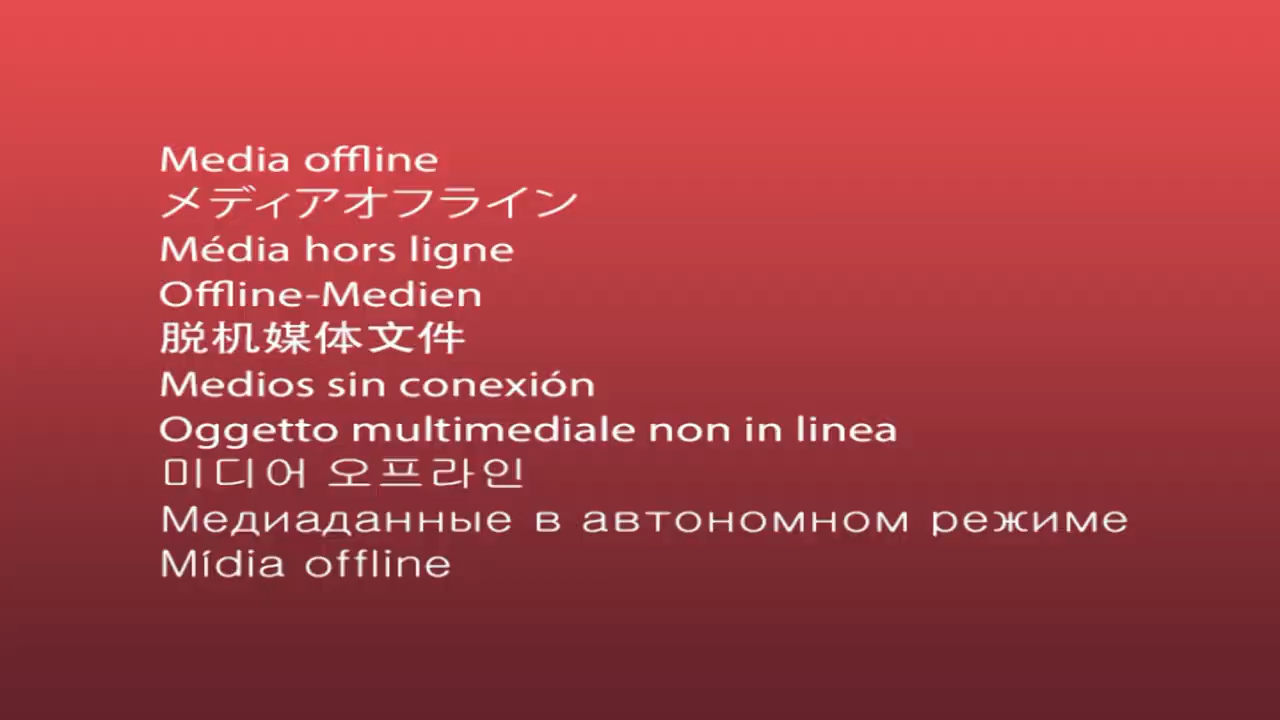 Media offline
メディアオフライン
Média hors ligne
Offline-Medien
脱机媒体文件
Medios sin conexión
Oggetto multimediale non in linea
미디어 오프라인
Медиаданные в автономном режиме
Mídia offline